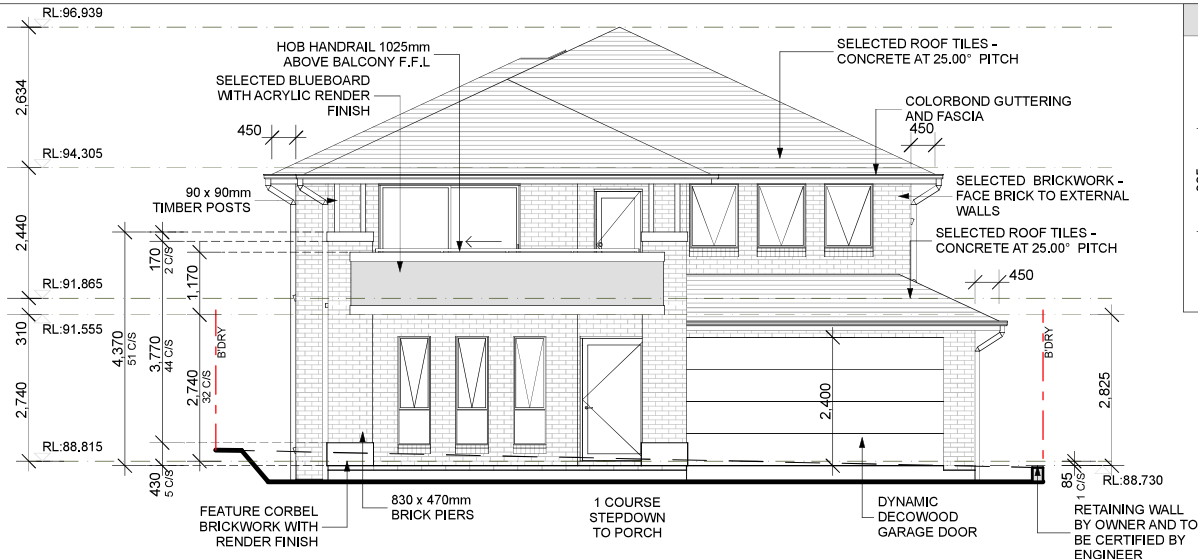 RL:96.939
HOB HANDRAIL 1025mm
ABOVE BALCONY F.F.L
SELECTED BLUEBOARD
WITH ACRYLIC RENDER
FINISH
SELECTED ROOF TILES -
CONCRETE AT 25.00° PITCH
2,634
450
COLORBOND GUTTERING
AND FASCIA
450
RL:94.305
90 x 90mm
TIMBER POSTS
SELECTED BRICKWORK -
FACE BRICK TO EXTERNAL
WALLS
SELECTED ROOF TILES -
CONCRETE AT 25.00° PITCH
2,440
170
2 C/S
1,170
450
RL:91.865
310
RL:91.555
B'DRY
B'DRY
4,370
51 C/S
3,770
44 C/S
2,740
32 C/S
2,740
2,400
2,825
RL:88.815
430
5 C/S
85
1 C/S
RL:88.730
FEATURE CORBEL
BRICKWORK WITH
RENDER FINISH
830 x 470mm
BRICK PIERS
1 COURSE
STEPDOWN
TO PORCH
DYNAMIC
DECOWOOD
GARAGE DOOR
RETAINING WALL
BY OWNER AND TO
BE CERTIFIED BY
ENGINEER